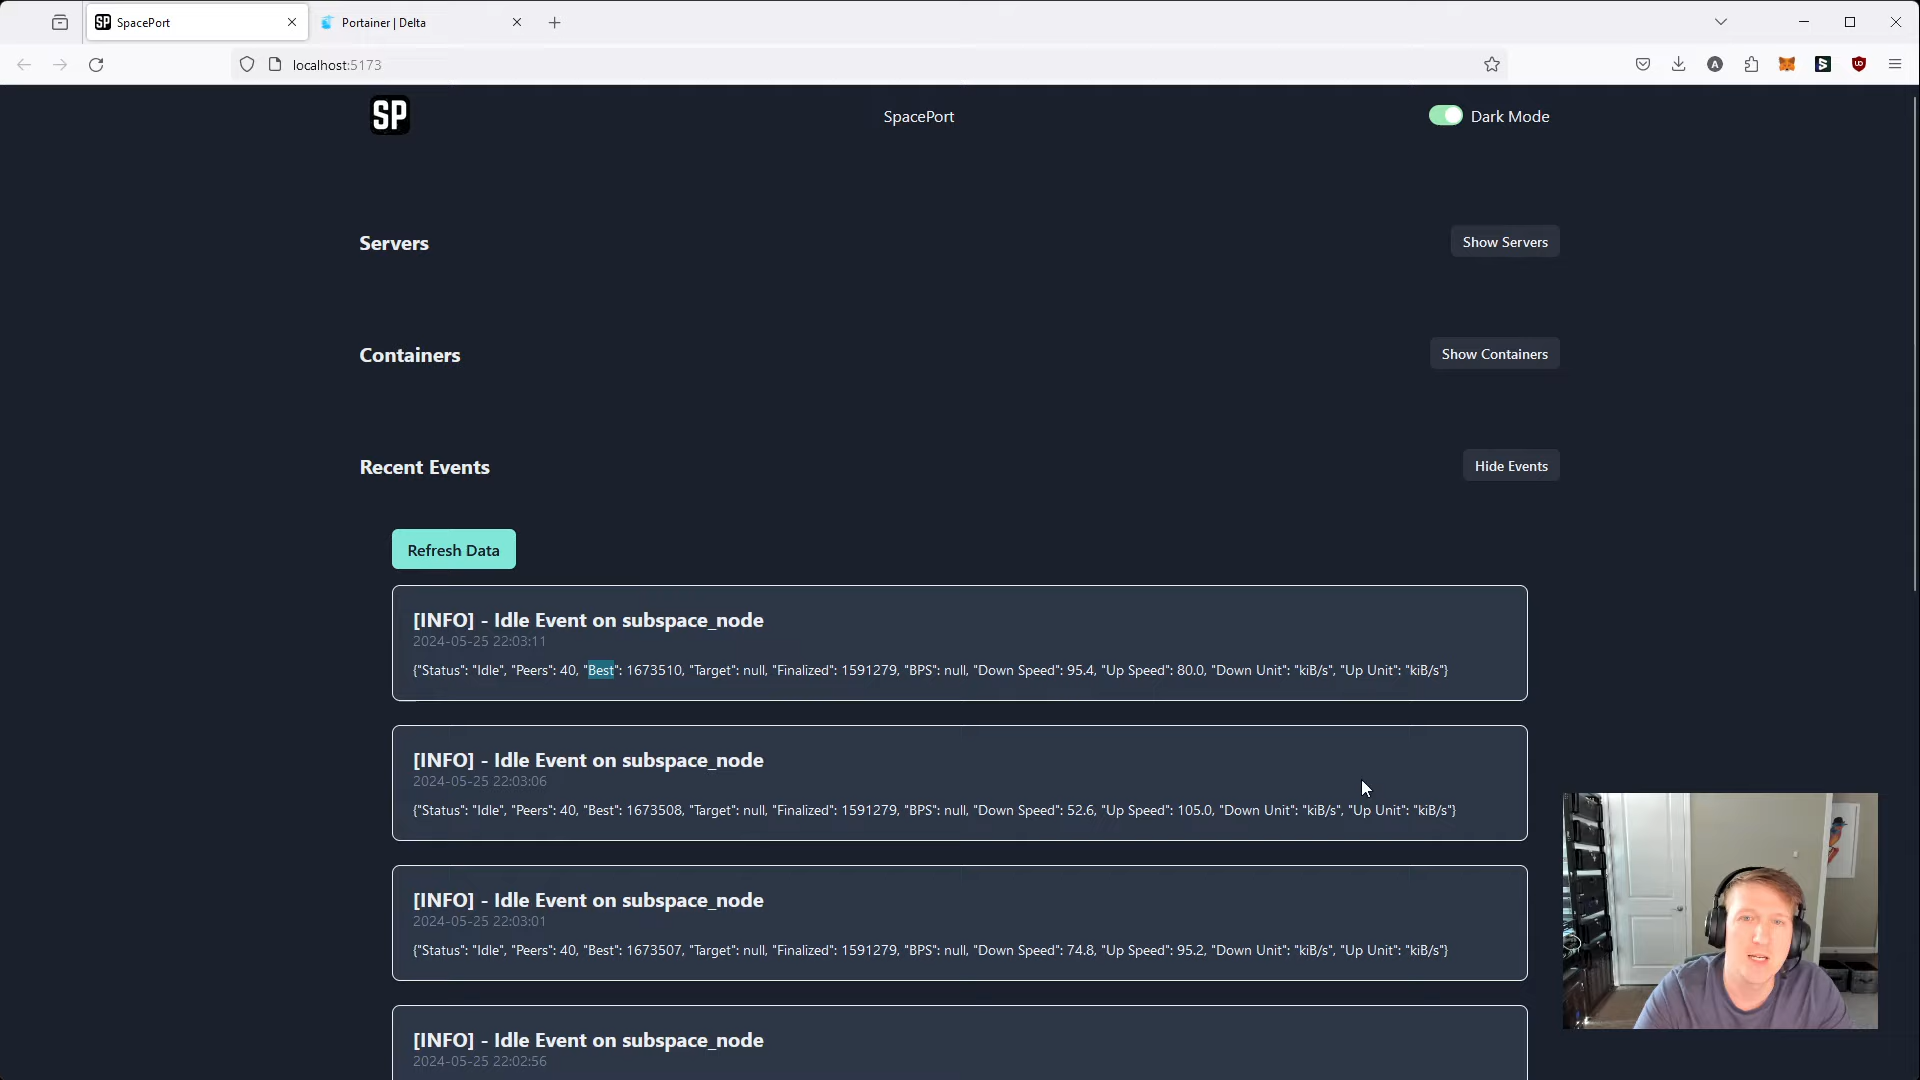 SpacePort
Portainer | Delta
localhost:5173
SP
SpacePort
Dark Mode
Servers
Show Servers
Containers
Show Containers
Recent Events
Hide Events
Refresh Data
[INFO] - Idle Event on subspace_node
2024-05-25 22:03:11
{"Status": "Idle", "Peers": 40, "Best": 1673510, "Target": null, "Finalized": 1591279, "BPS": null, "Down Speed": 95.4, "Up Speed": 80.0, "Down Unit": "kiB/s", "Up Unit": "kiB/s"}
[INFO] - Idle Event on subspace_node
2024-05-25 22:03:06
{"Status": "Idle", "Peers": 40, "Best": 1673508, "Target": null, "Finalized": 1591279, "BPS": null, "Down Speed": 52.6, "Up Speed": 105.0, "Down Unit": "kiB/s", "Up Unit": "kiB/s"}
[INFO] - Idle Event on subspace_node
2024-05-25 22:03:01
{"Status": "Idle", "Peers": 40, "Best": 1673507, "Target": null, "Finalized": 1591279, "BPS": null, "Down Speed": 74.8, "Up Speed": 95.2, "Down Unit": "kiB/s", "Up Unit": "kiB/s"}
[INFO] - Idle Event on subspace_node
2024-05-25 22:02:56